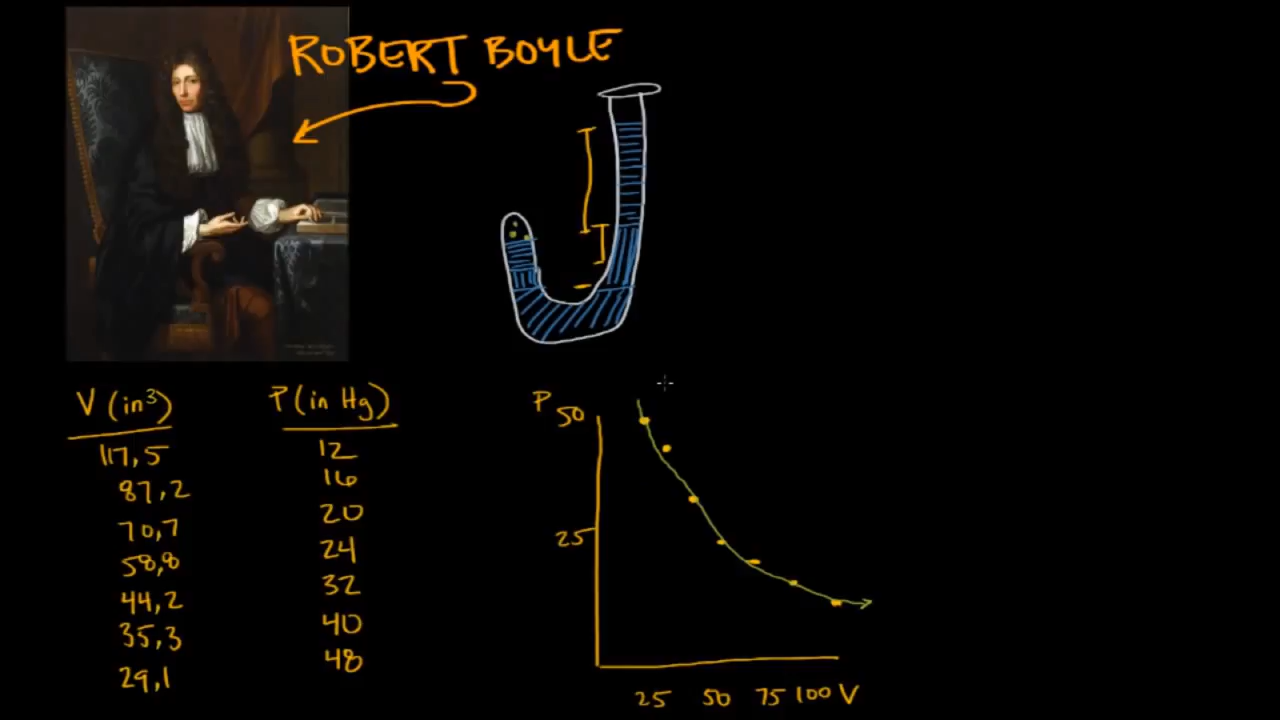 ROBERT BOYLE
V (in³) P (in Hg)
117,5 12
87,2 16
70,7 20
58,8 24
44,2 32
35,3 40
29,1 48
P 50
25
25 50 75 100 V